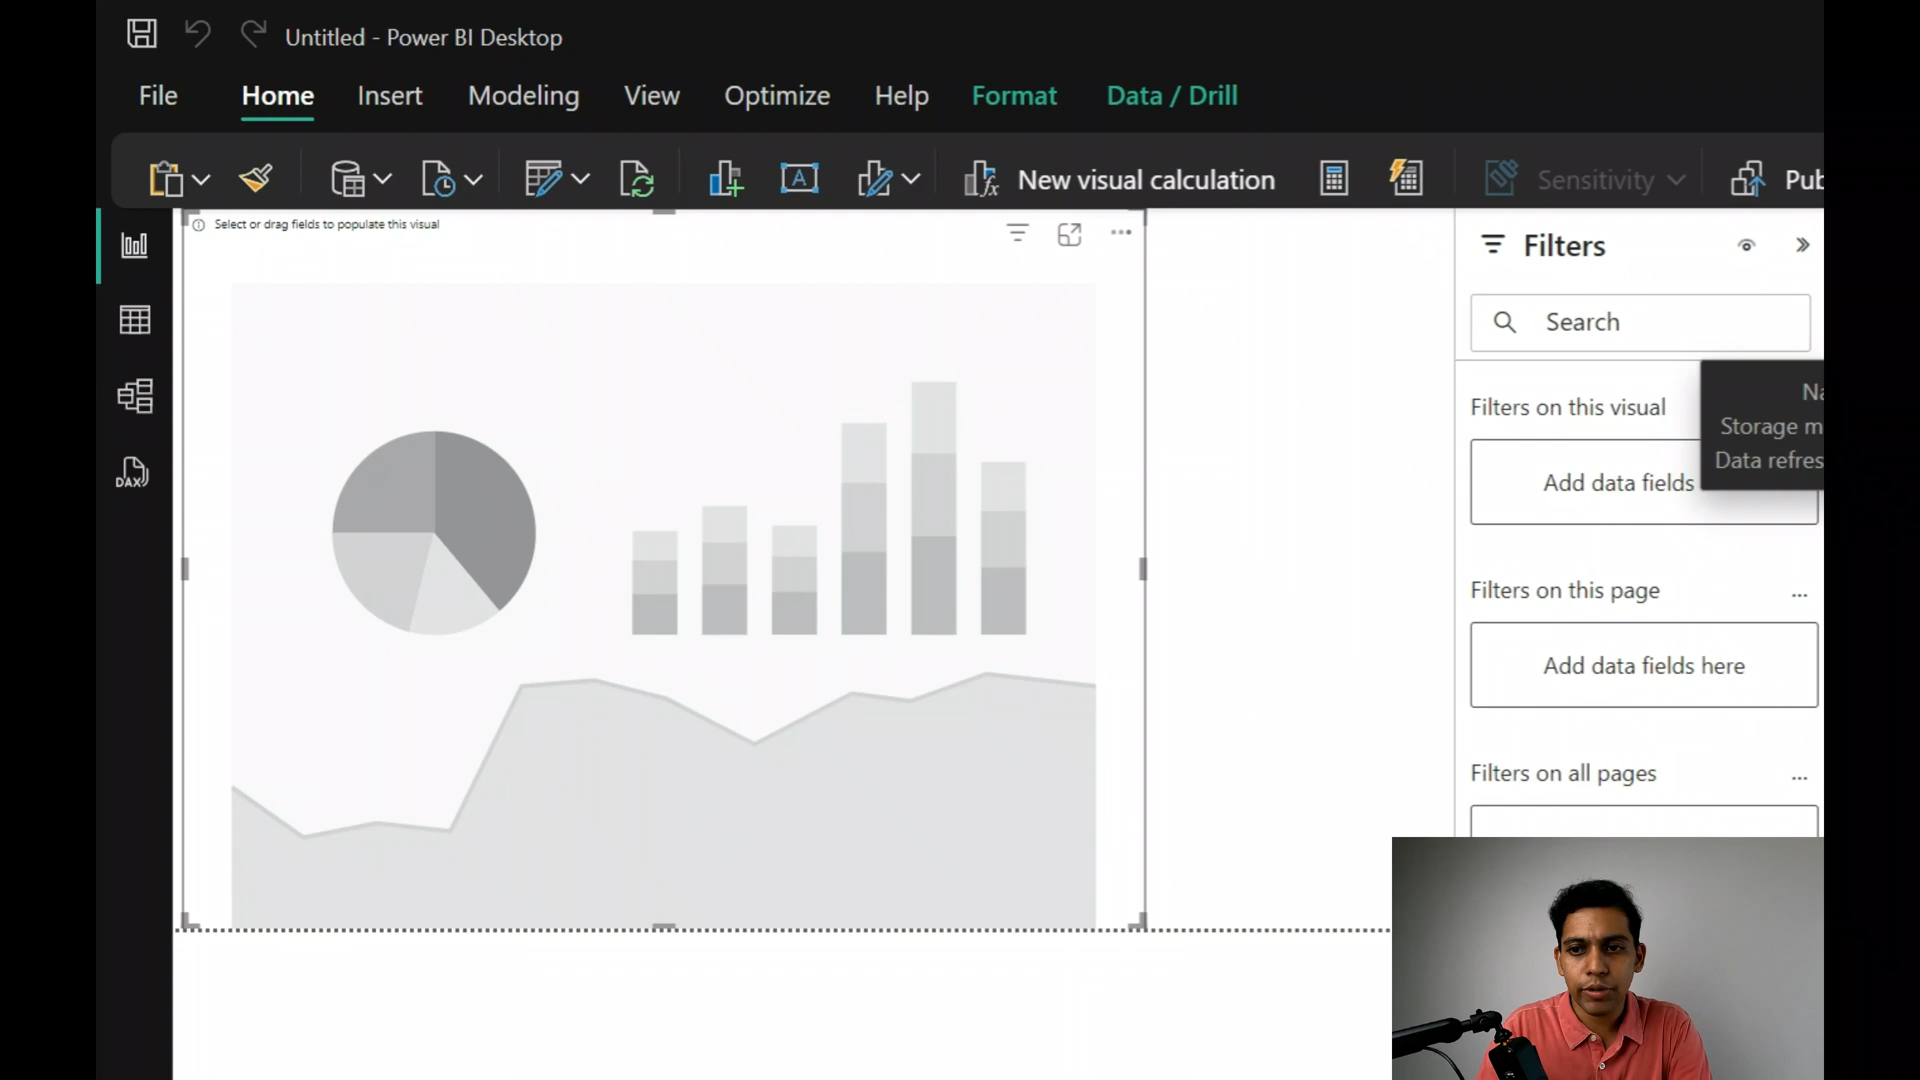 Untitled - Power BI Desktop
File Home Insert Modeling View Optimize Help Format Data / Drill
New visual calculation Sensitivity Pub
Select or drag fields to populate this visual
Filters
Search
Na
Filters on this visual
Storage m
Data refres
Add data fields
Filters on this page ...
Add data fields here
Filters on all pages ...
DAX
A
fx